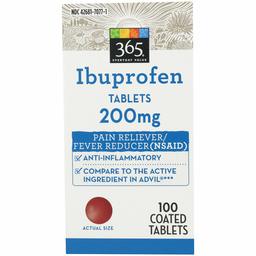 NDC 42681-7077-1
365
EVERYDAY VALUE
Ibuprofen
TABLETS
200mg
PAIN RELIEVER/
FEVER REDUCER(NSAID)
ANTI-INFLAMMATORY
COMPARE TO THE ACTIVE
INGREDIENT IN ADVIL®***
ACTUAL SIZE
100
COATED
TABLETS